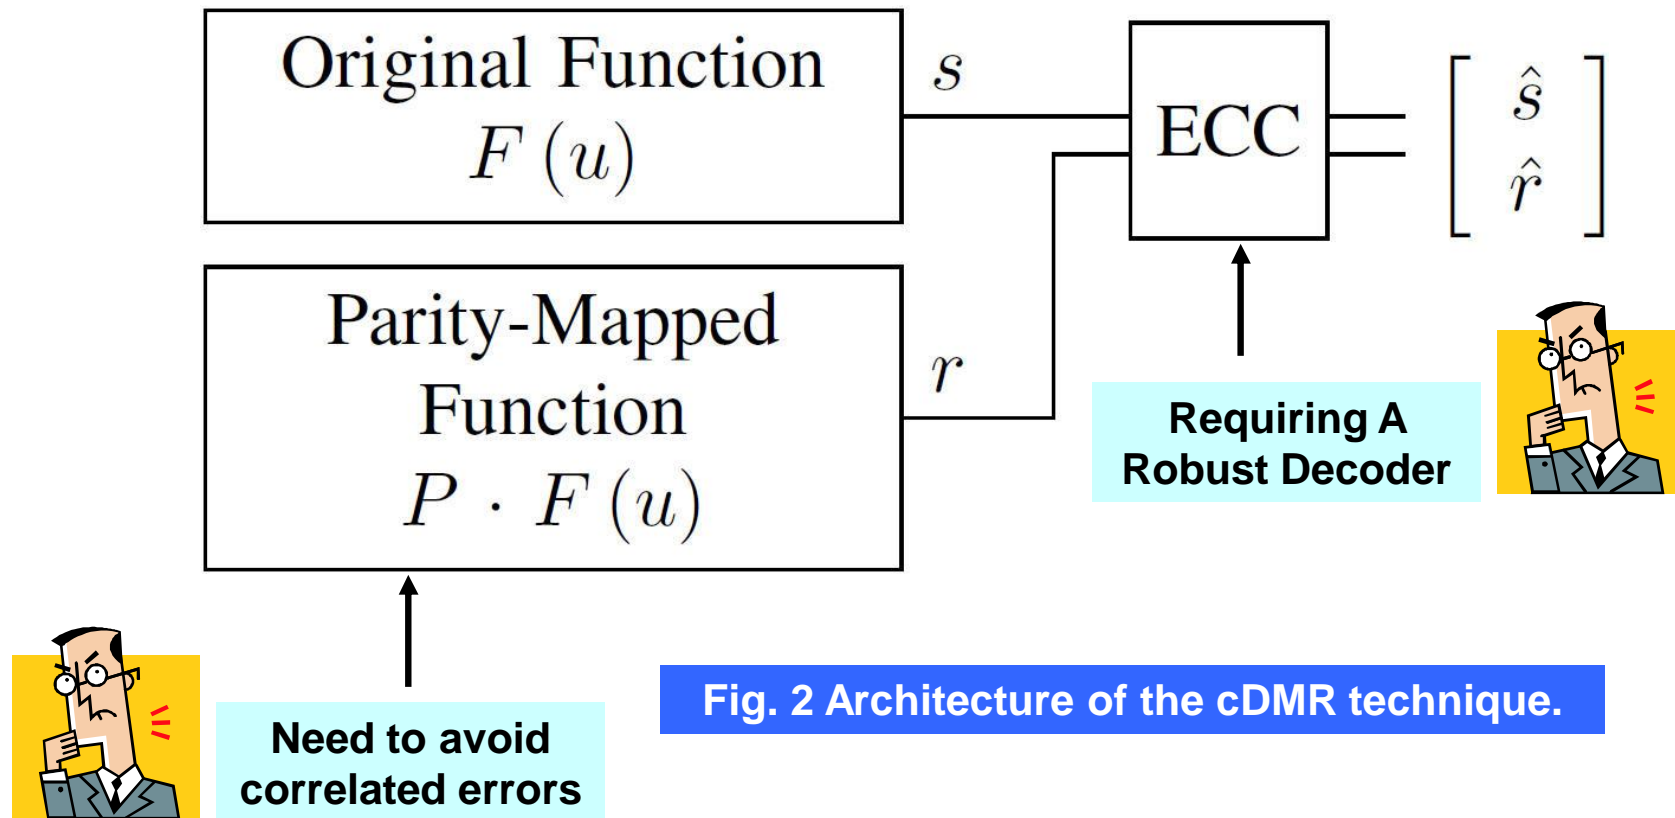 Original Function
F (u)
s
ECC
ŝ
r̂
Parity-Mapped
Function
P · F (u)
r
Requiring A
Robust Decoder
Need to avoid
correlated errors
Fig. 2 Architecture of the cDMR technique.